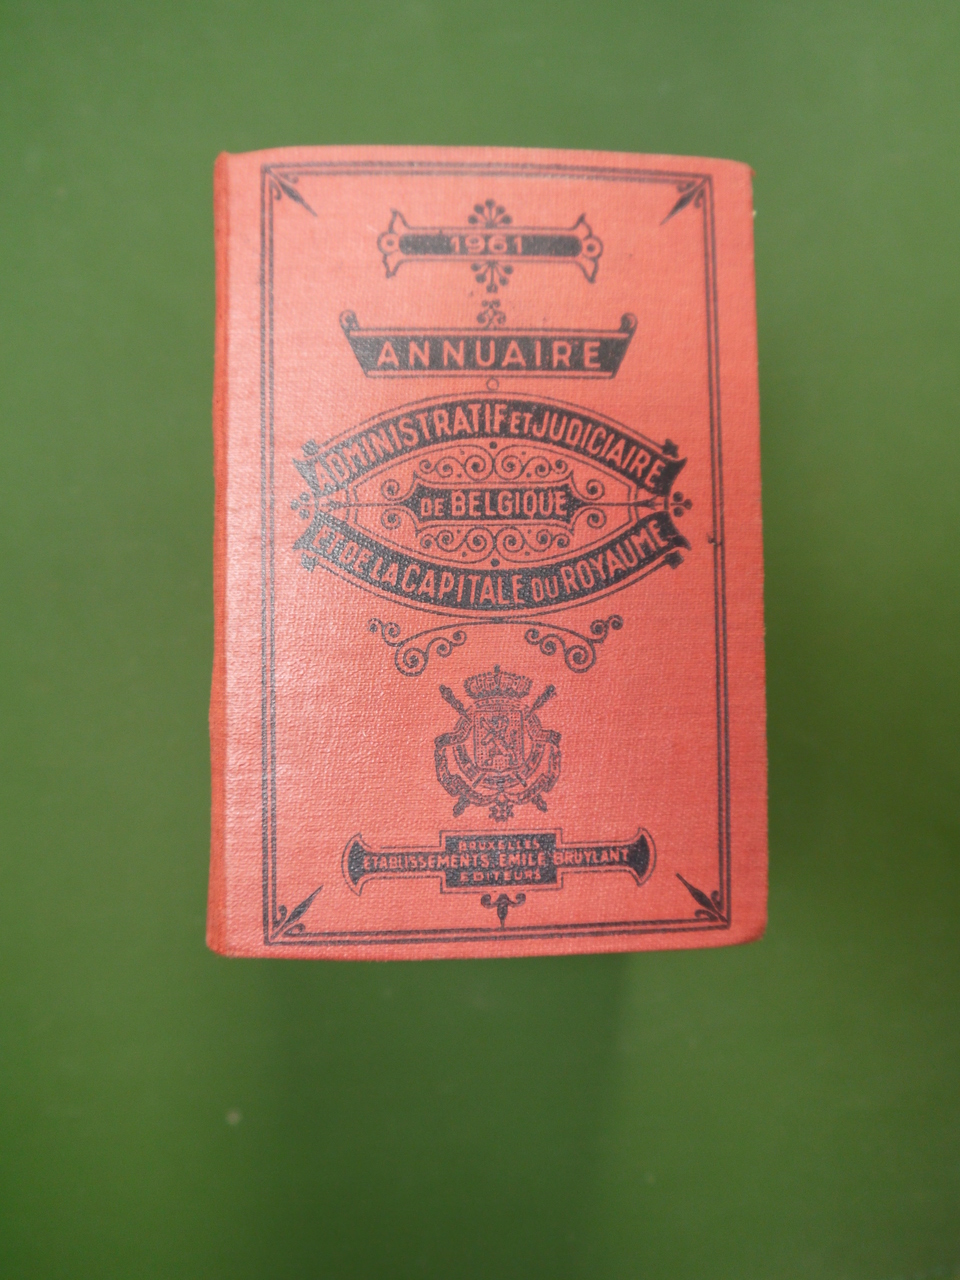 1961
ANNUAIRE
ADMINISTRATIF ET JUDICIAIRE
DE BELGIQUE
ET DE LA CAPITALE DU ROYAUME
BRUXELLES
ETABLISSEMENTS EMILE BRUYLANT
EDITEURS